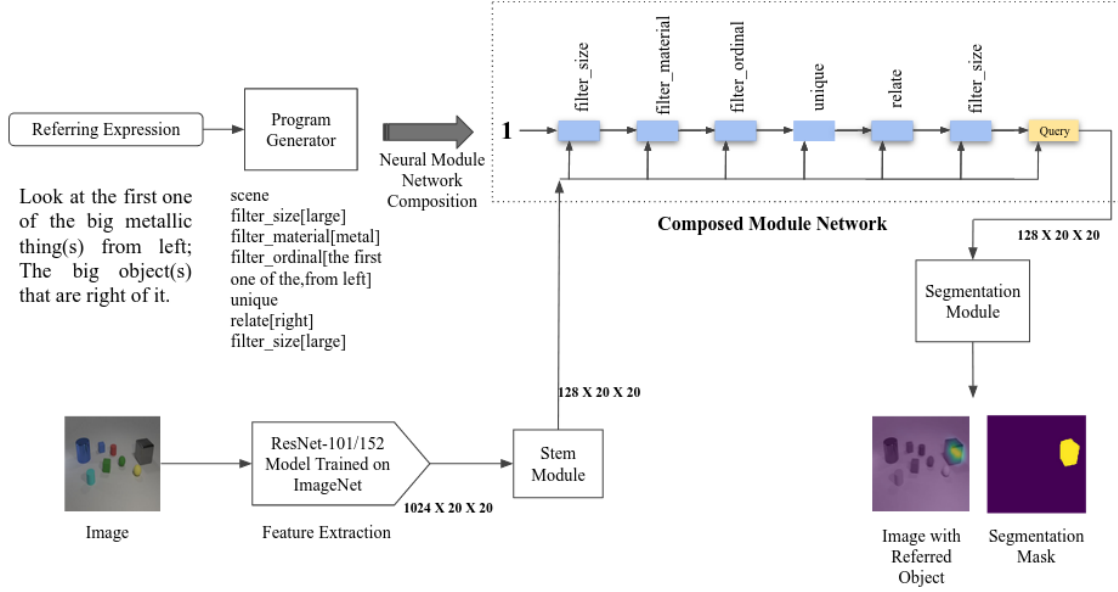 filter_size
filter_material
filter_ordinal
unique
relate
filter_size
Referring Expression
Program
Generator
Neural Module
Network
Composition
1
Query
Composed Module Network
Look at the first one
of the big metallic
thing(s) from left;
The big object(s)
that are right of it.
scene
filter_size[large]
filter_material[metal]
filter_ordinal[the first
one of the,from left]
unique
relate[right]
filter_size[large]
128 X 20 X 20
Segmentation
Module
128 X 20 X 20
ResNet-101/152
Model Trained on
ImageNet
1024 X 20 X 20
Stem
Module
Image
Feature Extraction
Image with
Referred
Object
Segmentation
Mask